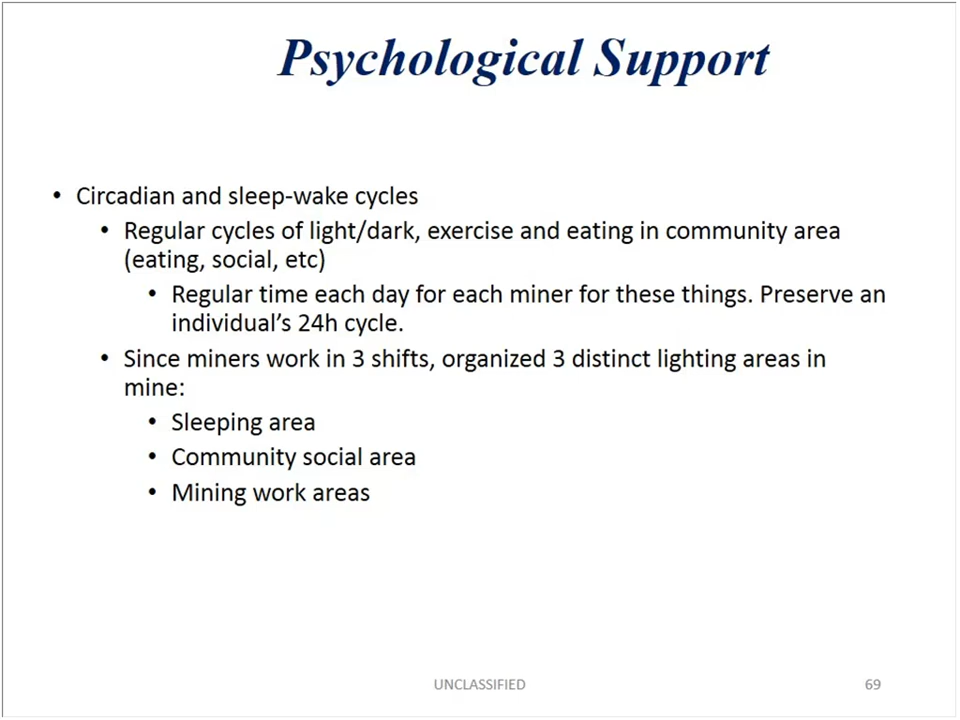 Psychological Support
• Circadian and sleep-wake cycles
• Regular cycles of light/dark, exercise and eating in community area
(eating, social, etc)
• Regular time each day for each miner for these things. Preserve an
individual’s 24h cycle.
• Since miners work in 3 shifts, organized 3 distinct lighting areas in
mine:
• Sleeping area
• Community social area
• Mining work areas
UNCLASSIFIED
69